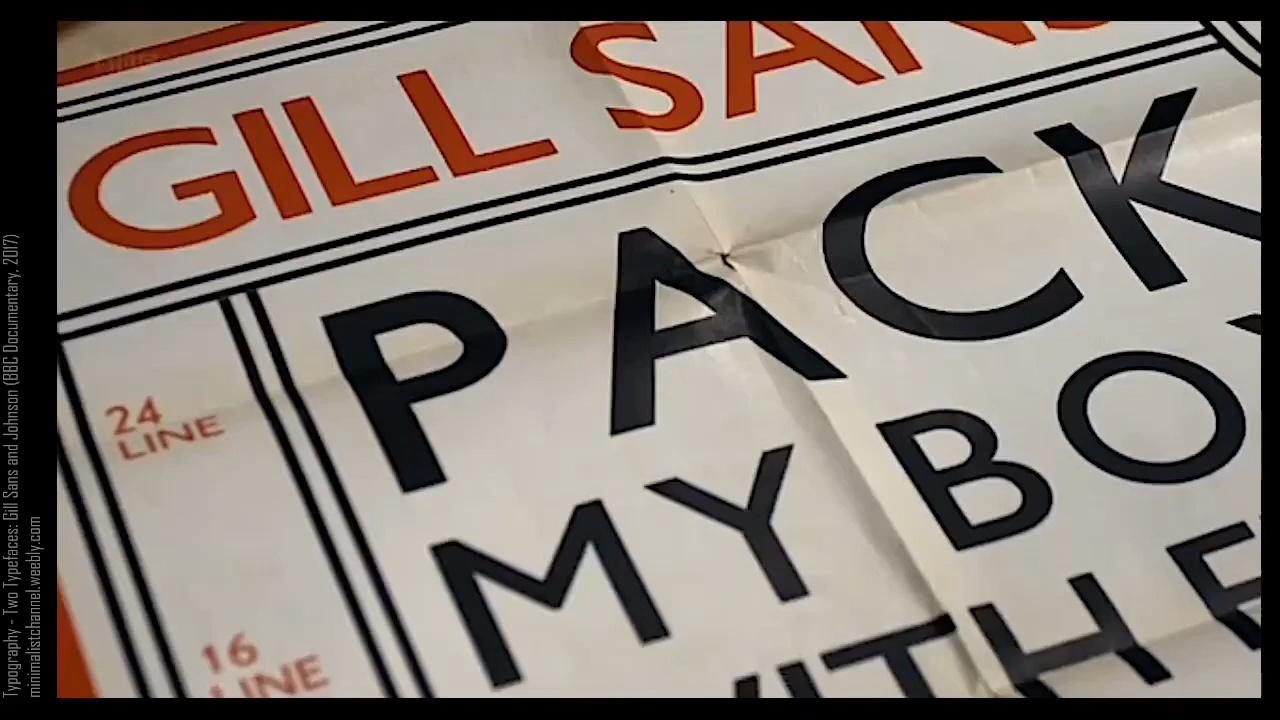 GILL SANS
24
LINE
PACK
MY BO
WITH
16
LINE
Typography - Two Typefaces: Gill Sans and Johnson (BBC Documentary, 2017)
minimalistchannel.weebly.com